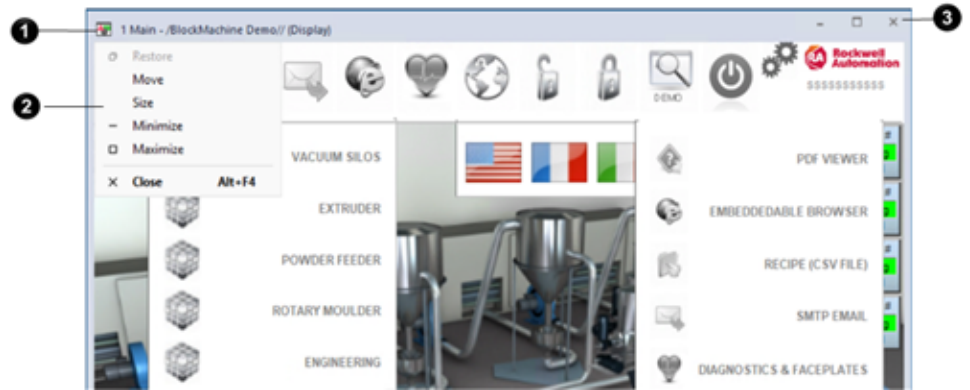 1
1 Main - /BlockMachine Demo// (Display)
3
Restore
Move
2
Size
Minimize
Maximize
Close Alt+F4
DEMO
Rockwell
Automation
SSSSSSSSSSS
VACUUM SILOS
EXTRUDER
POWDER FEEDER
ROTARY MOULDER
ENGINEERING
PDF VIEWER
EMBEDDEDABLE BROWSER
RECIPE (CSV FILE)
SMTP EMAIL
DIAGNOSTICS & FACEPLATES